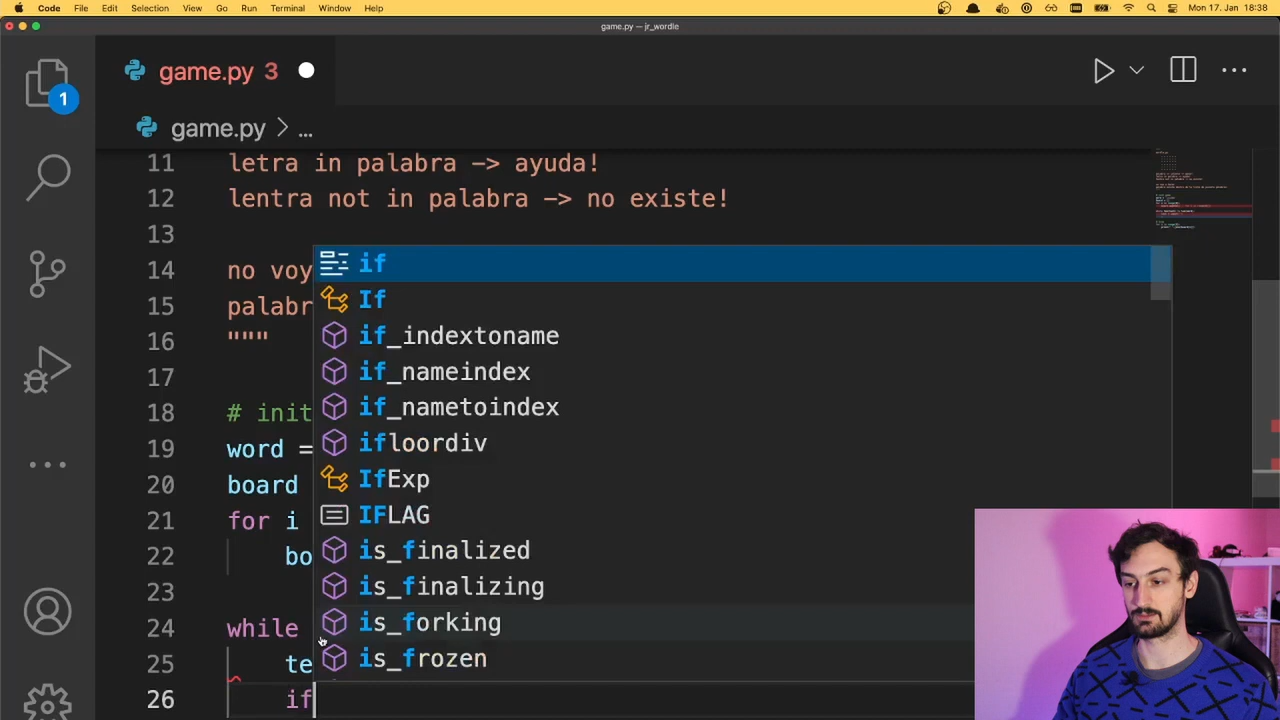 Code File Edit Selection View Go Run Terminal Window Help Mon 17. Jan 18:38
game.py — jr_wordle
game.py 3
1
game.py > ...
11 letra in palabra -> ayuda!
12 lentra not in palabra -> no existe!
13
14 no voy
15 palabr
16 """
17
18 # init
19 word =
20 board
21 for i
22 bo
23
24 while
25 te
26 if
if
If
if_indextoname
if_nameindex
if_nametoindex
ifloordiv
IfExp
IFLAG
is_finalized
is_finalizing
is_forking
is_frozen